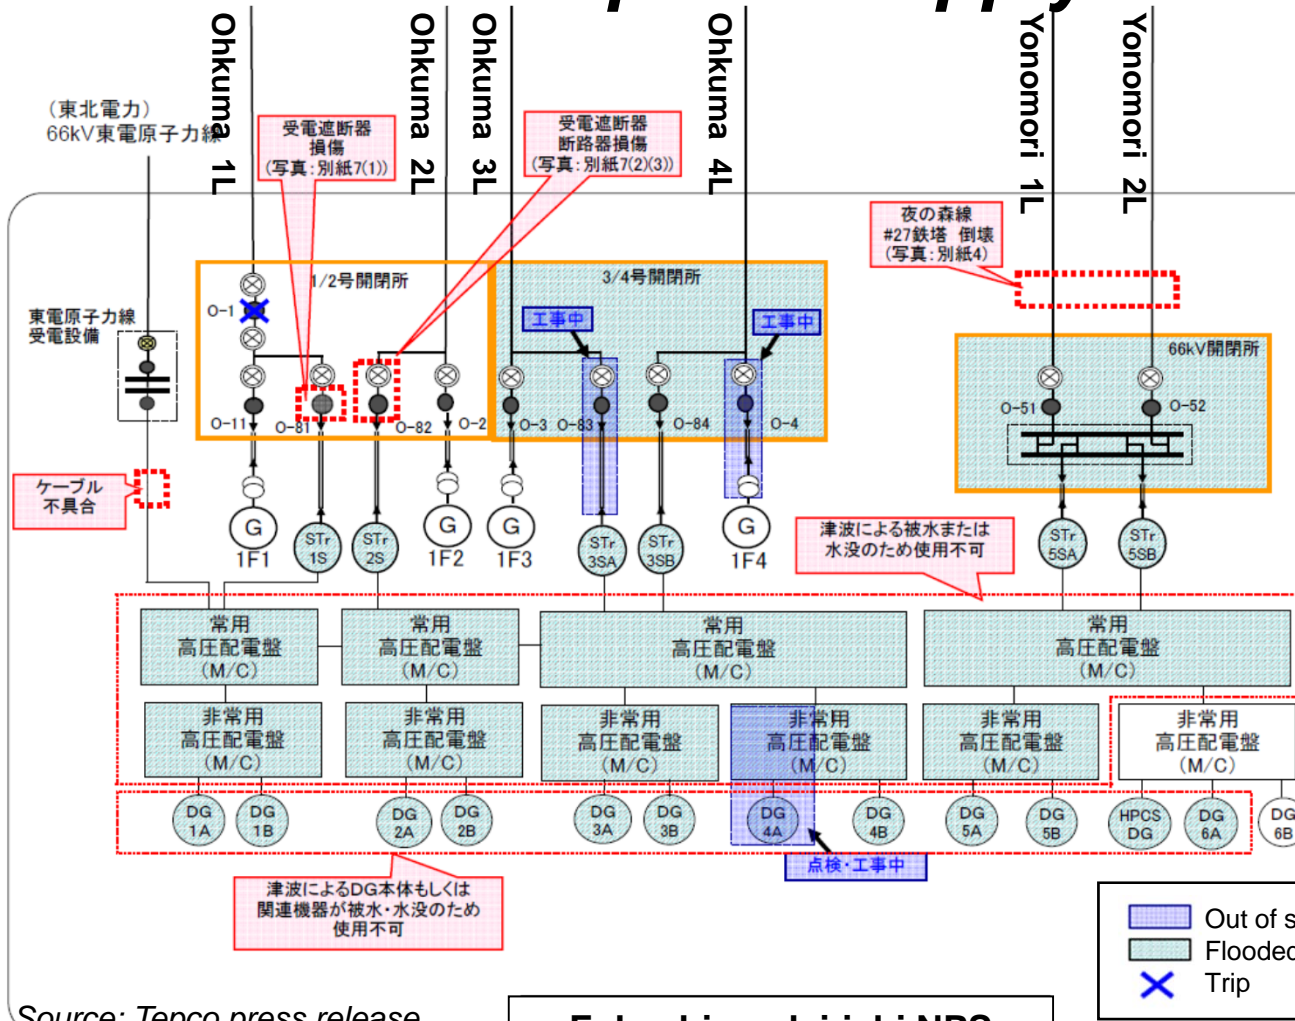 Ohkuma 1L
Ohkuma 2L
Ohkuma 3L
Ohkuma 4L
Yonomori 1L
Yonomori 2L
(東北電力)
66kV東電原子力線
受電遮断器
損傷
(写真:別紙7(1))
受電遮断器
断路器損傷
(写真:別紙7(2)(3))
夜の森線
#27鉄塔 倒壊
(写真:別紙4)
1/2号開閉所
3/4号開閉所
66kV開閉所
東電原子力線
受電設備
工事中
工事中
O-1
O-11
O-81
O-82
O-2
O-3
O-83
O-84
O-4
O-51
O-52
ケーブル
不具合
G
1F1
STr
1S
STr
2S
G
1F2
G
1F3
STr
3SA
STr
3SB
G
1F4
STr
5SA
STr
5SB
津波による被水または
水没のため使用不可
常用
高圧配電盤
(M/C)
常用
高圧配電盤
(M/C)
常用
高圧配電盤
(M/C)
常用
高圧配電盤
(M/C)
非常用
高圧配電盤
(M/C)
非常用
高圧配電盤
(M/C)
非常用
高圧配電盤
(M/C)
非常用
高圧配電盤
(M/C)
非常用
高圧配電盤
(M/C)
非常用
高圧配電盤
(M/C)
DG
1A
DG
1B
DG
2A
DG
2B
DG
3A
DG
3B
DG
4A
DG
4B
DG
5A
DG
5B
HPCS
DG
DG
6A
DG
6B
点検・工事中
津波によるDG本体もしくは
関連機器が被水・水没のため
使用不可
Out of s
Flooded
Trip
Source: Tepco press release